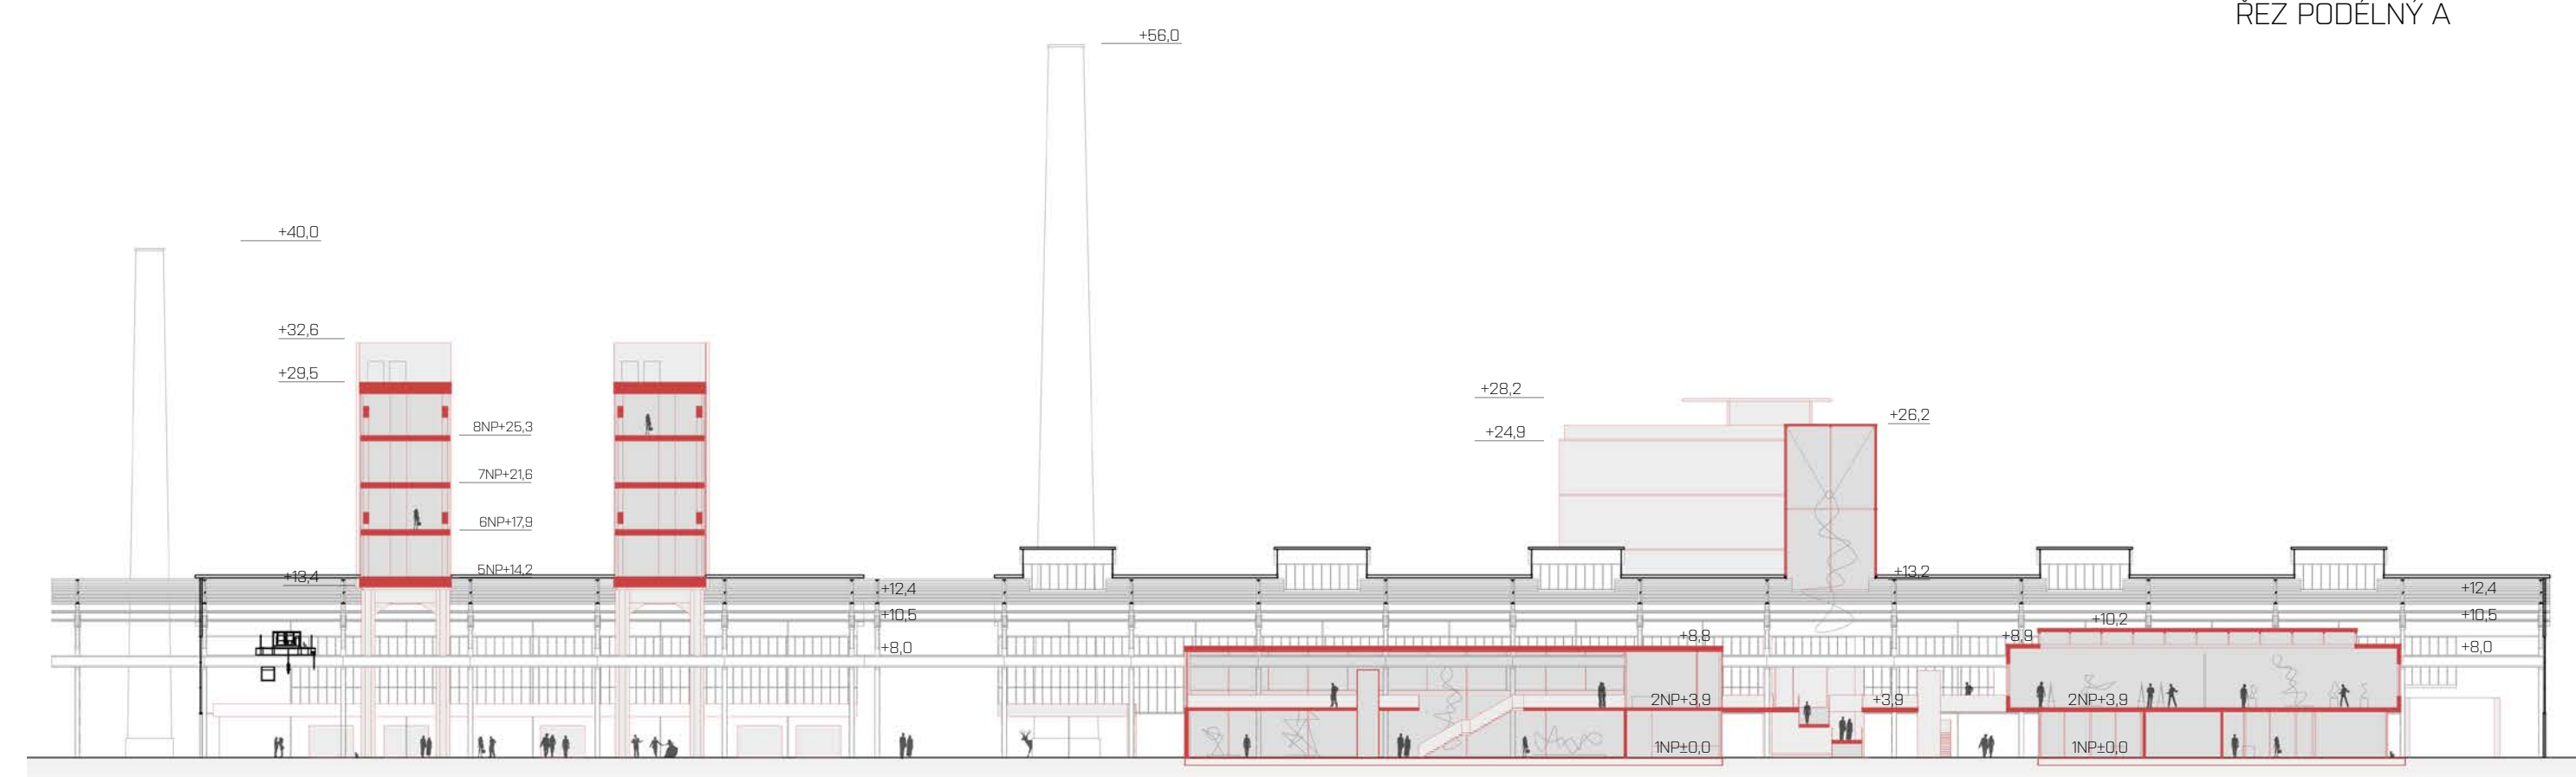 ŘEZ PODÉLNÝ A
+56,0
+40,0
+32,6
+29,5
8NP+25,3
7NP+21,6
6NP+17,9
5NP+14,2
+13,4
+28,2
+24,9
+26,2
+13,2
+12,4
+10,5
+8,0
+12,4
+10,5
+8,0
+8,8
+8,9
+10,2
2NP+3,9
+3,9
2NP+3,9
1NP±0,0
1NP±0,0